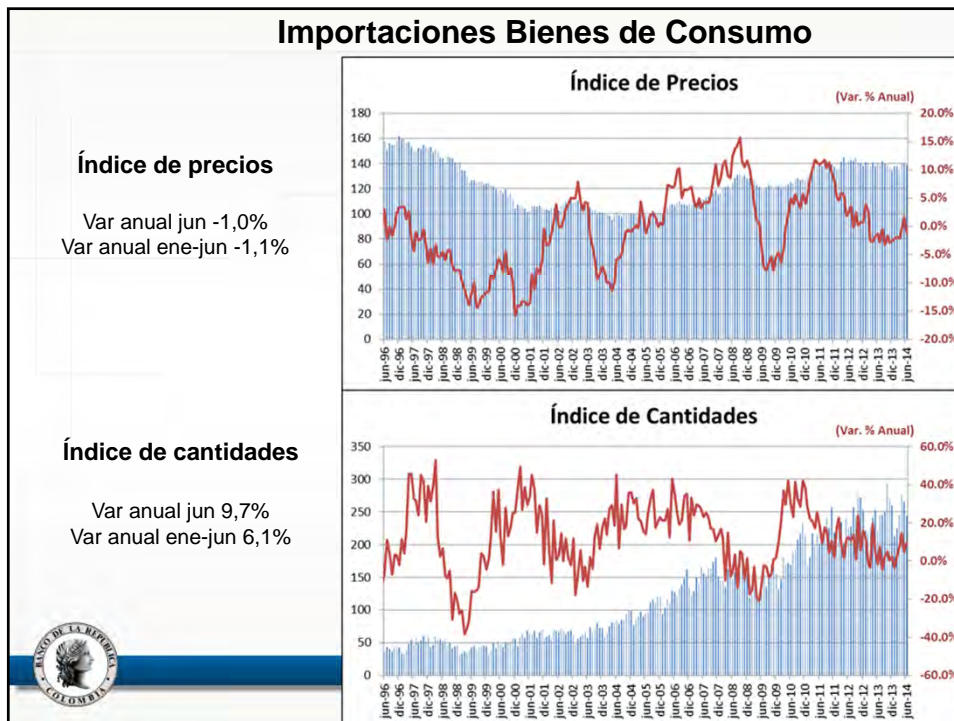 Importaciones Bienes de Consumo
Índice de precios
Var anual jun -1,0%
Var anual ene-jun -1,1%
Índice de Precios
(Var. % Anual)
180
160
140
120
100
80
60
40
20
0
20.0%
15.0%
10.0%
5.0%
0.0%
-5.0%
-10.0%
-15.0%
-20.0%
jun-96
dic-96
jun-97
dic-97
jun-98
dic-98
jun-99
dic-99
jun-00
dic-00
jun-01
dic-01
jun-02
dic-02
jun-03
dic-03
jun-04
dic-04
jun-05
dic-05
jun-06
dic-06
jun-07
dic-07
jun-08
dic-08
jun-09
dic-09
jun-10
dic-10
jun-11
dic-11
jun-12
dic-12
jun-13
dic-13
jun-14
Índice de cantidades
Var anual jun 9,7%
Var anual ene-jun 6,1%
Índice de Cantidades
(Var. % Anual)
350
300
250
200
150
100
50
0
60.0%
40.0%
20.0%
0.0%
-20.0%
-40.0%
-60.0%
jun-96
dic-96
jun-97
dic-97
jun-98
dic-98
jun-99
dic-99
jun-00
dic-00
jun-01
dic-01
jun-02
dic-02
jun-03
dic-03
jun-04
dic-04
jun-05
dic-05
jun-06
dic-06
jun-07
dic-07
jun-08
dic-08
jun-09
dic-09
jun-10
dic-10
jun-11
dic-11
jun-12
dic-12
jun-13
dic-13
jun-14
BANCO DE LA REPÚBLICA
COLOMBIA